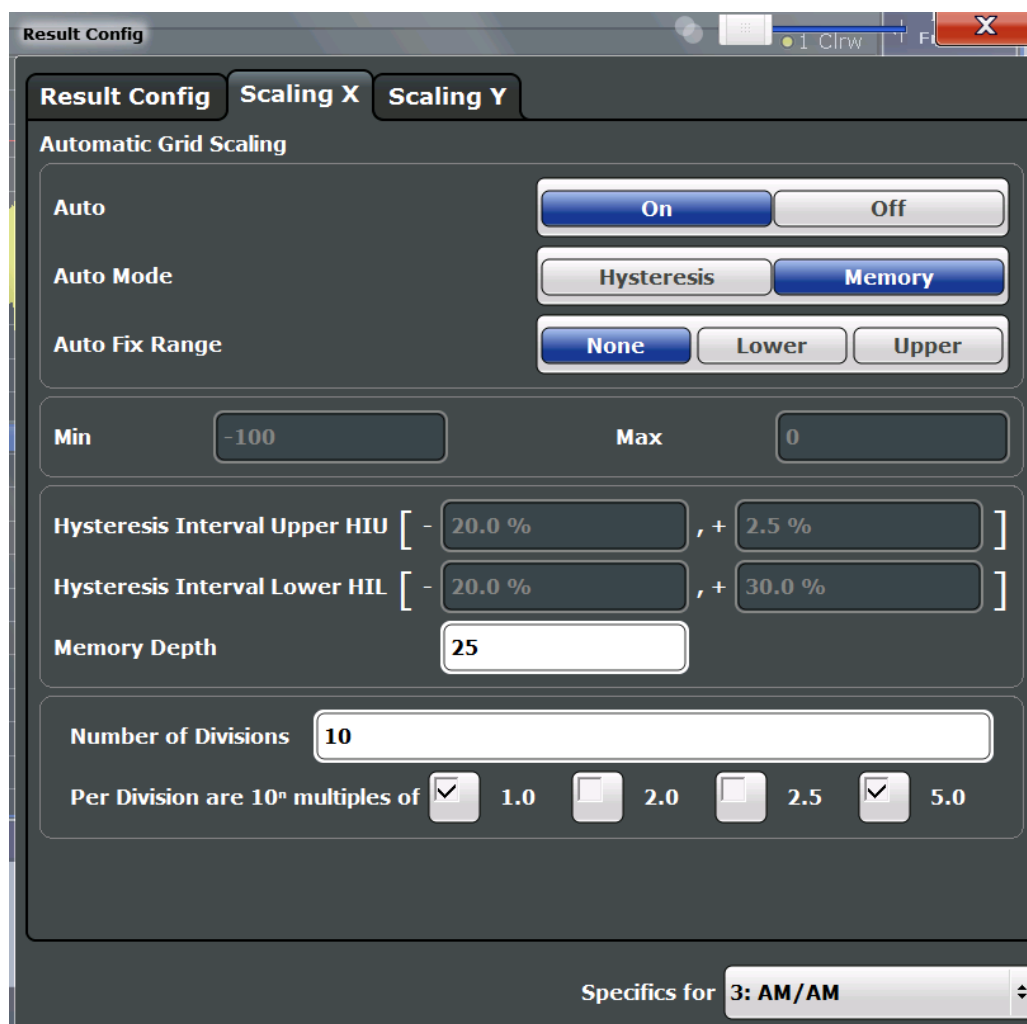 Result Config
1 Clrw
Result Config Scaling X Scaling Y
Automatic Grid Scaling
Auto On Off
Auto Mode Hysteresis Memory
Auto Fix Range None Lower Upper
Min -100 Max 0
Hysteresis Interval Upper HIU [ - 20.0 % , + 2.5 % ]
Hysteresis Interval Lower HIL [ - 20.0 % , + 30.0 % ]
Memory Depth 25
Number of Divisions 10
Per Division are 10ⁿ multiples of 1.0 2.0 2.5 5.0
Specifics for 3: AM/AM